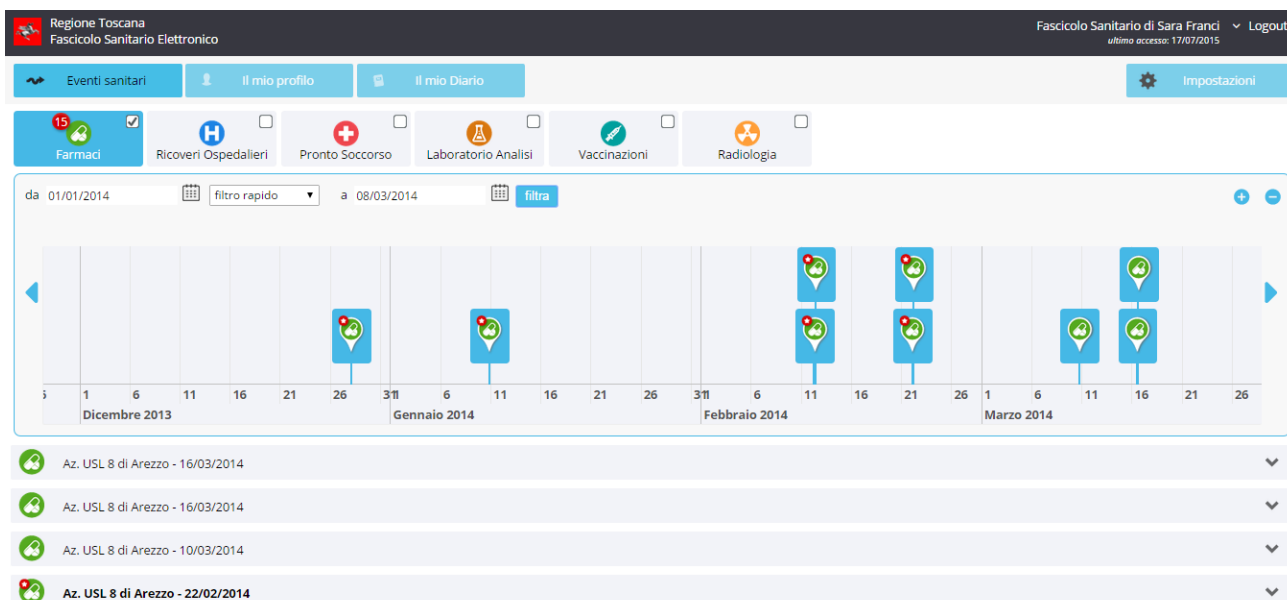 Regione Toscana
Fascicolo Sanitario Elettronico
Fascicolo Sanitario di Sara Franci Logout
ultimo accesso: 17/07/2015
Eventi sanitari Il mio profilo Il mio Diario Impostazioni
15
Farmaci Ricoveri Ospedalieri Pronto Soccorso Laboratorio Analisi Vaccinazioni Radiologia
da 01/01/2014 filtro rapido a 08/03/2014 filtra
1 6 11 16 21 26 31 1 6 11 16 21 26 31 1 6 11 16 21 26 1 6 11 16 21 26
Dicembre 2013 Gennaio 2014 Febbraio 2014 Marzo 2014
Az. USL 8 di Arezzo - 16/03/2014
Az. USL 8 di Arezzo - 16/03/2014
Az. USL 8 di Arezzo - 10/03/2014
Az. USL 8 di Arezzo - 22/02/2014